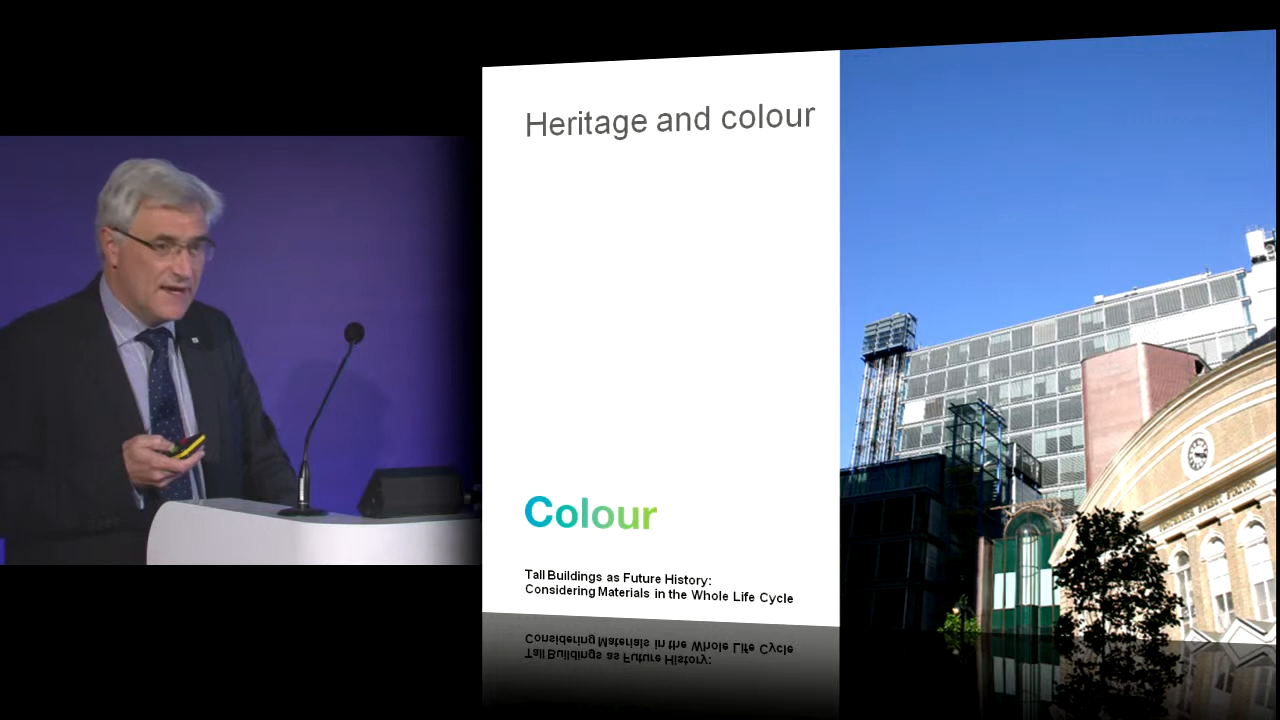 Heritage and colour
Colour
Tall Buildings as Future History:
Considering Materials in the Whole Life Cycle